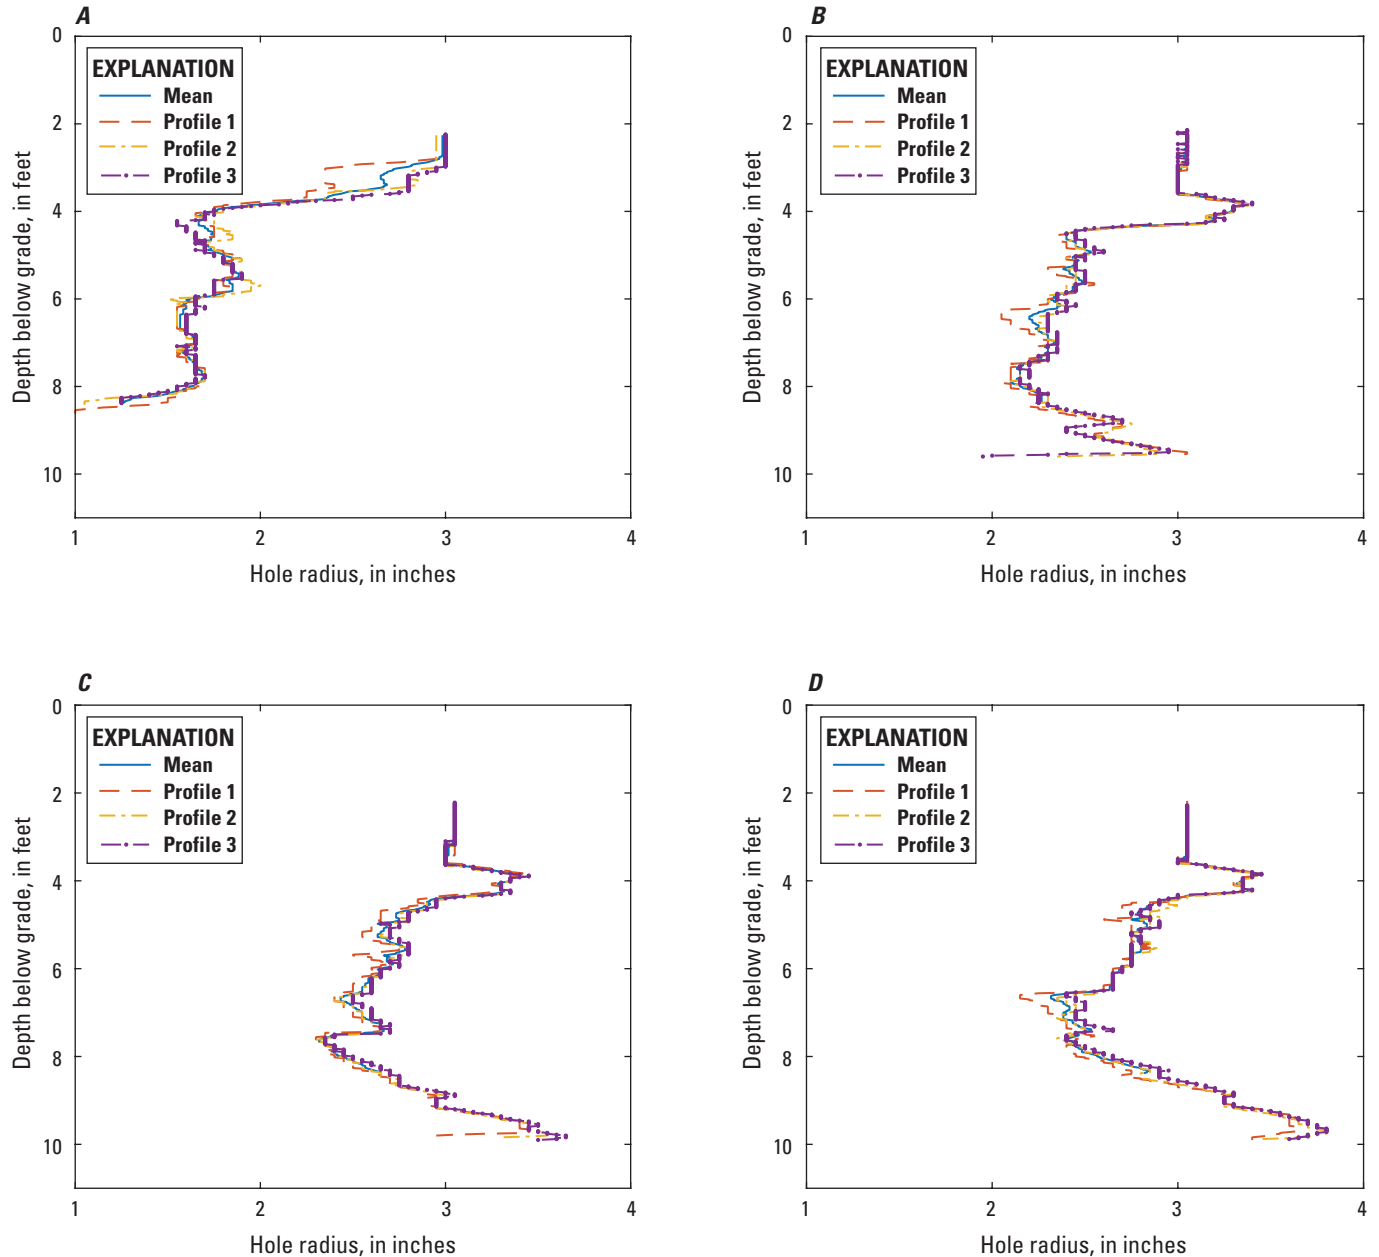 A
0
2
4
6
8
10
Depth below grade, in feet
EXPLANATION
Mean
Profile 1
Profile 2
Profile 3
1
2
3
4
Hole radius, in inches
B
0
2
4
6
8
10
Depth below grade, in feet
EXPLANATION
Mean
Profile 1
Profile 2
Profile 3
1
2
3
4
Hole radius, in inches
C
0
2
4
6
8
10
Depth below grade, in feet
EXPLANATION
Mean
Profile 1
Profile 2
Profile 3
1
2
3
4
Hole radius, in inches
D
0
2
4
6
8
10
Depth below grade, in feet
EXPLANATION
Mean
Profile 1
Profile 2
Profile 3
1
2
3
4
Hole radius, in inches